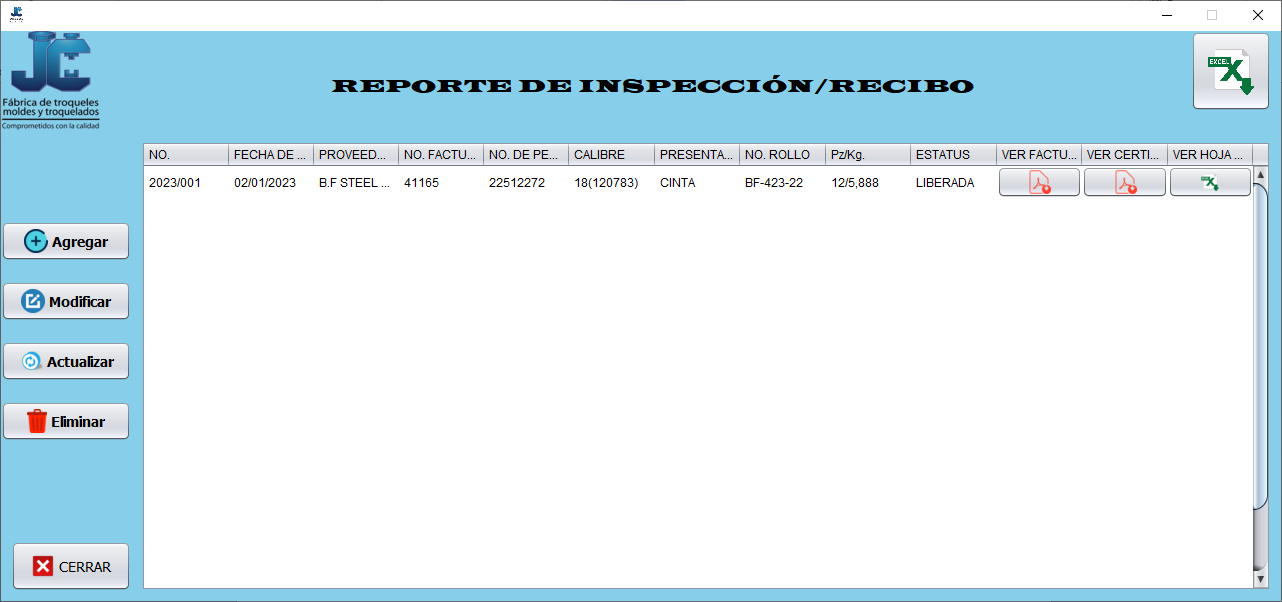 JC
Fábrica de troqueles
moldes y troquelados
Comprometidos con la calidad
REPORTE DE INSPECCIÓN/RECIBO
EXCEL
NO. FECHA DE ... PROVEED... NO. FACTU... NO. DE PE... CALIBRE PRESENTA... NO. ROLLO Pz/Kg. ESTATUS VER FACTU... VER CERTI... VER HOJA ...
2023/001 02/01/2023 B.F STEEL ... 41165 22512272 18(120783) CINTA BF-423-22 12/5,888 LIBERADA
Agregar
Modificar
Actualizar
Eliminar
CERRAR